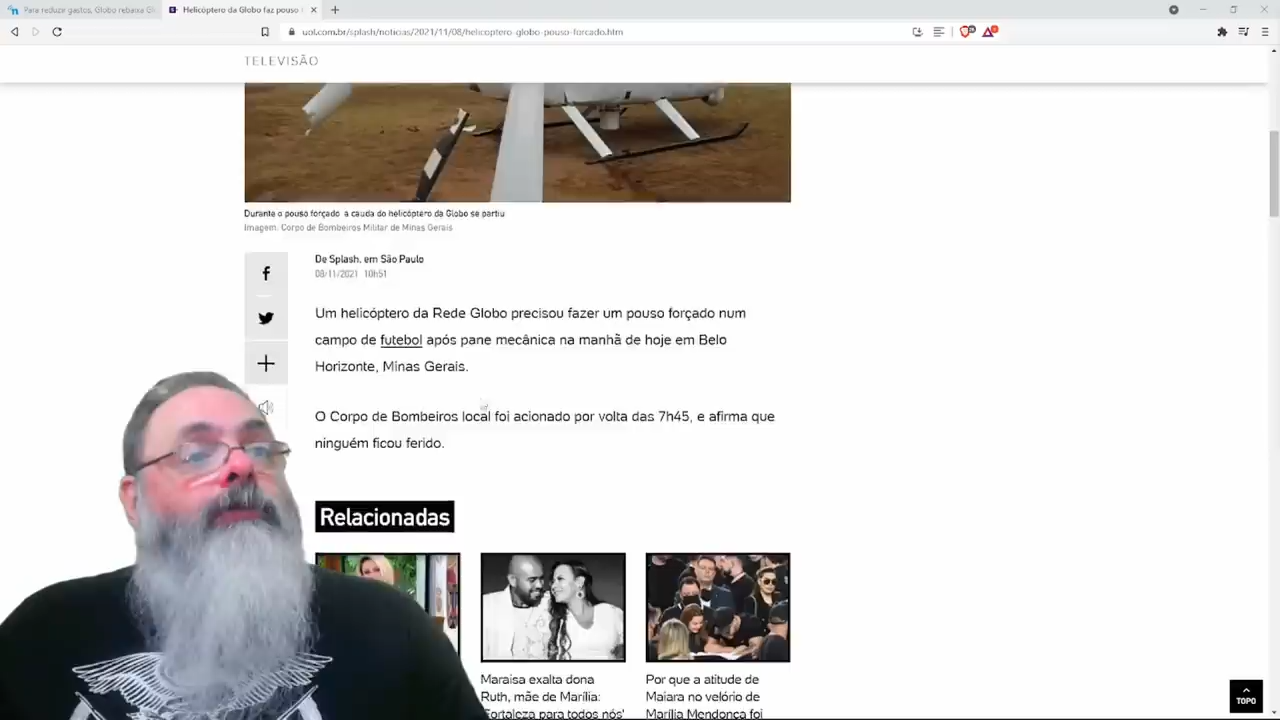 Para reduzir gastos, Globo rebaixa Gl
Helicóptero da Globo faz pouso f
uol.com.br/splash/noticias/2021/11/08/helicoptero-globo-pouso-forcado.htm
TELEVISÃO
Durante o pouso forçado a cauda do helicóptero da Globo se partiu
Imagem: Corpo de Bombeiros Militar de Minas Gerais
De Splash, em São Paulo
08/11/2021 10h51
Um helicóptero da Rede Globo precisou fazer um pouso forçado num
campo de futebol após pane mecânica na manhã de hoje em Belo
Horizonte, Minas Gerais.
O Corpo de Bombeiros local foi acionado por volta das 7h45, e afirma que
ninguém ficou ferido.
Relacionadas
Maraisa exalta dona
Ruth, mãe de Marília:
'Fortaleza para todos nós'
Por que a atitude de
Maiara no velório de
Marília Mendonça foi
TOPO